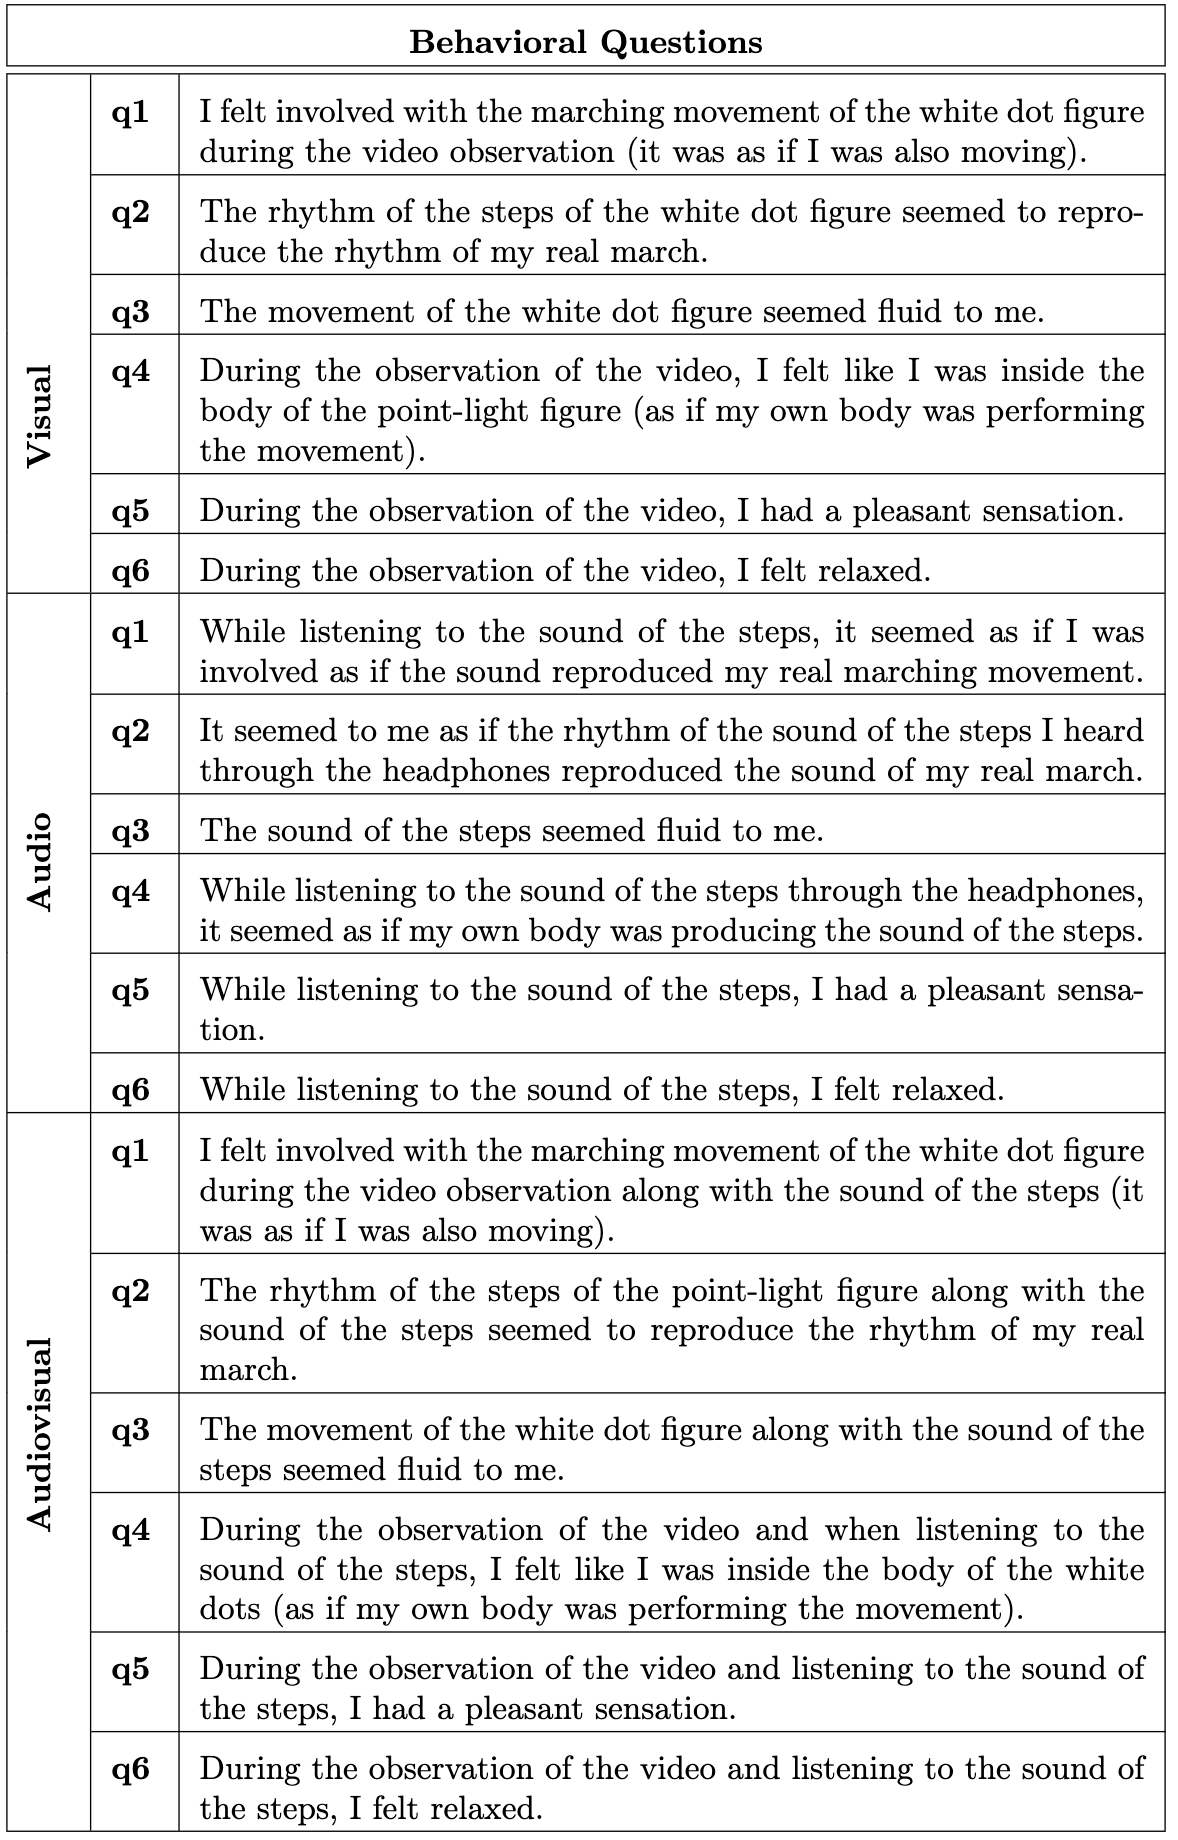 Behavioral Questions
Visual
q1 I felt involved with the marching movement of the white dot figure
during the video observation (it was as if I was also moving).
q2 The rhythm of the steps of the white dot figure seemed to repro-
duce the rhythm of my real march.
q3 The movement of the white dot figure seemed fluid to me.
q4 During the observation of the video, I felt like I was inside the
body of the point-light figure (as if my own body was performing
the movement).
q5 During the observation of the video, I had a pleasant sensation.
q6 During the observation of the video, I felt relaxed.
Audio
q1 While listening to the sound of the steps, it seemed as if I was
involved as if the sound reproduced my real marching movement.
q2 It seemed to me as if the rhythm of the sound of the steps I heard
through the headphones reproduced the sound of my real march.
q3 The sound of the steps seemed fluid to me.
q4 While listening to the sound of the steps through the headphones,
it seemed as if my own body was producing the sound of the steps.
q5 While listening to the sound of the steps, I had a pleasant sensa-
tion.
q6 While listening to the sound of the steps, I felt relaxed.
Audiovisual
q1 I felt involved with the marching movement of the white dot figure
during the video observation along with the sound of the steps (it
was as if I was also moving).
q2 The rhythm of the steps of the point-light figure along with the
sound of the steps seemed to reproduce the rhythm of my real
march.
q3 The movement of the white dot figure along with the sound of the
steps seemed fluid to me.
q4 During the observation of the video and when listening to the
sound of the steps, I felt like I was inside the body of the white
dots (as if my own body was performing the movement).
q5 During the observation of the video and listening to the sound of
the steps, I had a pleasant sensation.
q6 During the observation of the video and listening to the sound of
the steps, I felt relaxed.